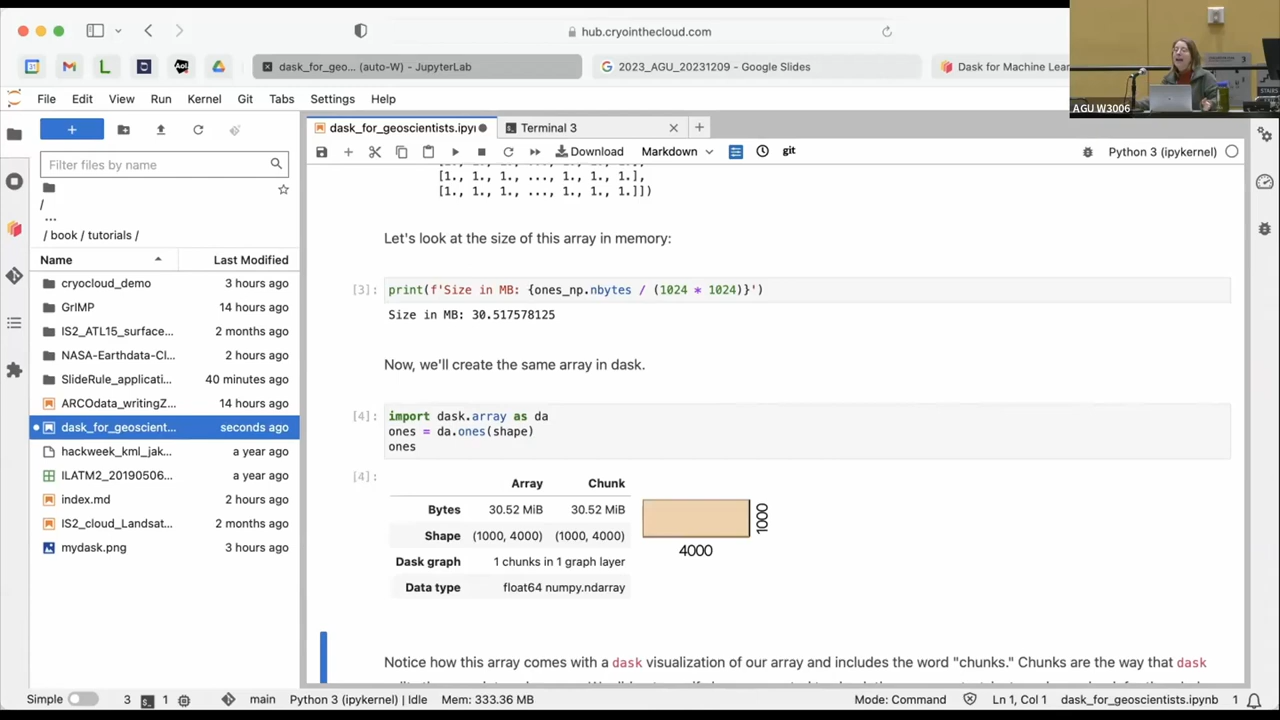 hub.cryointhecloud.com
dask_for_geo... (auto-W) - JupyterLab
2023_AGU_20231209 - Google Slides
Dask for Machine Lear
AGU W3006
File Edit View Run Kernel Git Tabs Settings Help
dask_for_geoscientists.ipyn
Terminal 3
Download
Markdown
git
Python 3 (ipykernel)
Filter files by name
/
...
/ book / tutorials /
Name Last Modified
cryocloud_demo 3 hours ago
GrIMP 14 hours ago
IS2_ATL15_surface... 2 months ago
NASA-Earthdata-Cl... 2 hours ago
SlideRule_applicati... 40 minutes ago
ARCOdata_writingZ... 14 hours ago
dask_for_geoscient... seconds ago
hackweek_kml_jak... a year ago
ILATM2_20190506... a year ago
index.md 2 hours ago
IS2_cloud_Landsat... 2 months ago
mydask.png 3 hours ago
[1., 1., 1., ..., 1., 1., 1.],
[1., 1., 1., ..., 1., 1., 1.]])
Let's look at the size of this array in memory:
[3]: print(f'Size in MB: {ones_np.nbytes / (1024 * 1024)}')
Size in MB: 30.517578125
Now, we'll create the same array in dask.
[4]: import dask.array as da
ones = da.ones(shape)
ones
[4]:
Array Chunk
Bytes 30.52 MiB 30.52 MiB
Shape (1000, 4000) (1000, 4000)
Dask graph 1 chunks in 1 graph layer
Data type float64 numpy.ndarray
1000
4000
Notice how this array comes with a dask visualization of our array and includes the word "chunks." Chunks are the way that dask
Simple 3 1 main Python 3 (ipykernel) | Idle Mem: 333.36 MB Mode: Command Ln 1, Col 1 dask_for_geoscientists.ipynb 1